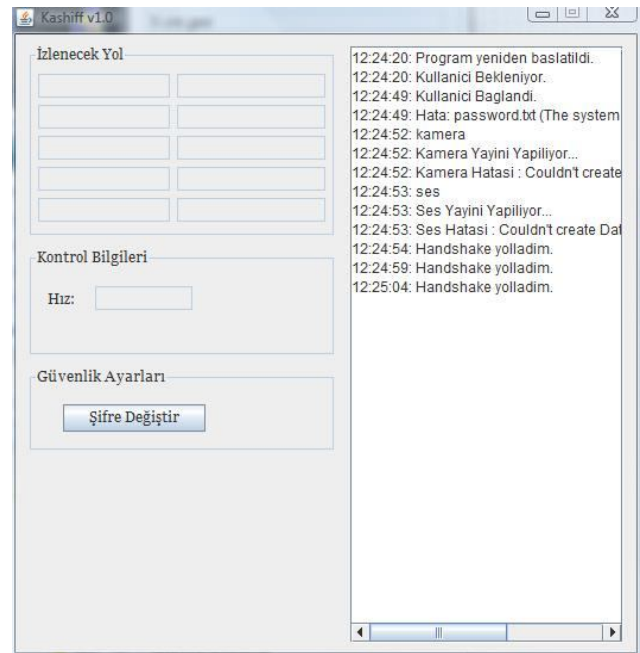 Kashiff v1.0
İzlenecek Yol
Kontrol Bilgileri
Hız:
Güvenlik Ayarları
Şifre Değiştir
12:24:20: Program yeniden baslatildi.
12:24:20: Kullanici Bekleniyor.
12:24:49: Kullanici Baglandi.
12:24:49: Hata: password.txt (The system
12:24:52: kamera
12:24:52: Kamera Yayini Yapiliyor...
12:24:52: Kamera Hatasi : Couldn't create
12:24:53: ses
12:24:53: Ses Yayini Yapiliyor...
12:24:53: Ses Hatasi : Couldn't create Dat
12:24:54: Handshake yolladim.
12:24:59: Handshake yolladim.
12:25:04: Handshake yolladim.